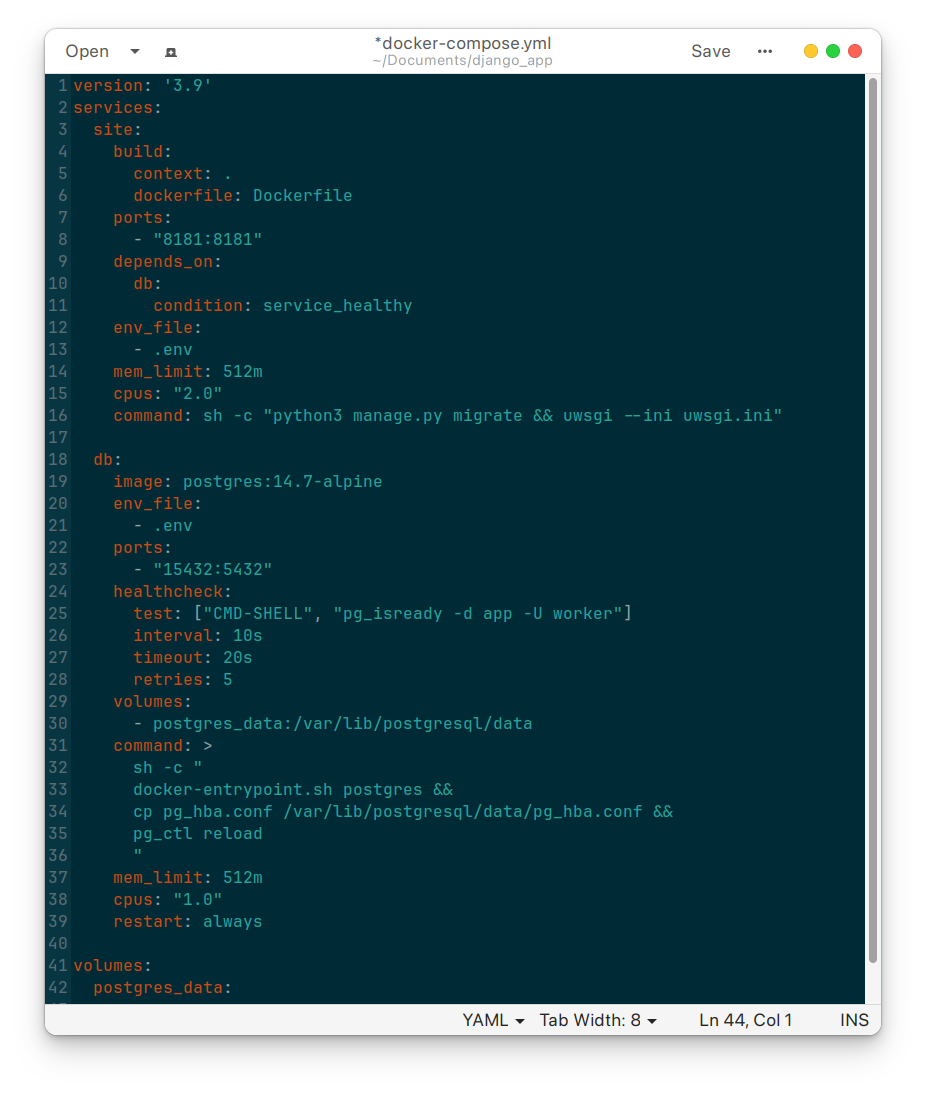 Open
*docker-compose.yml
~/Documents/django_app
Save
1 version: '3.9'
2 services:
3   site:
4     build:
5       context: .
6       dockerfile: Dockerfile
7     ports:
8       - "8181:8181"
9     depends_on:
10       db:
11         condition: service_healthy
12     env_file:
13       - .env
14     mem_limit: 512m
15     cpus: "2.0"
16     command: sh -c "python3 manage.py migrate && uwsgi --ini uwsgi.ini"
17
18   db:
19     image: postgres:14.7-alpine
20     env_file:
21       - .env
22     ports:
23       - "15432:5432"
24     healthcheck:
25       test: ["CMD-SHELL", "pg_isready -d app -U worker"]
26       interval: 10s
27       timeout: 20s
28       retries: 5
29     volumes:
30       - postgres_data:/var/lib/postgresql/data
31     command: >
32       sh -c "
33       docker-entrypoint.sh postgres &&
34       cp pg_hba.conf /var/lib/postgresql/data/pg_hba.conf &&
35       pg_ctl reload
36       "
37     mem_limit: 512m
38     cpus: "1.0"
39     restart: always
40
41 volumes:
42   postgres_data:
YAML Tab Width: 8 Ln 44, Col 1 INS